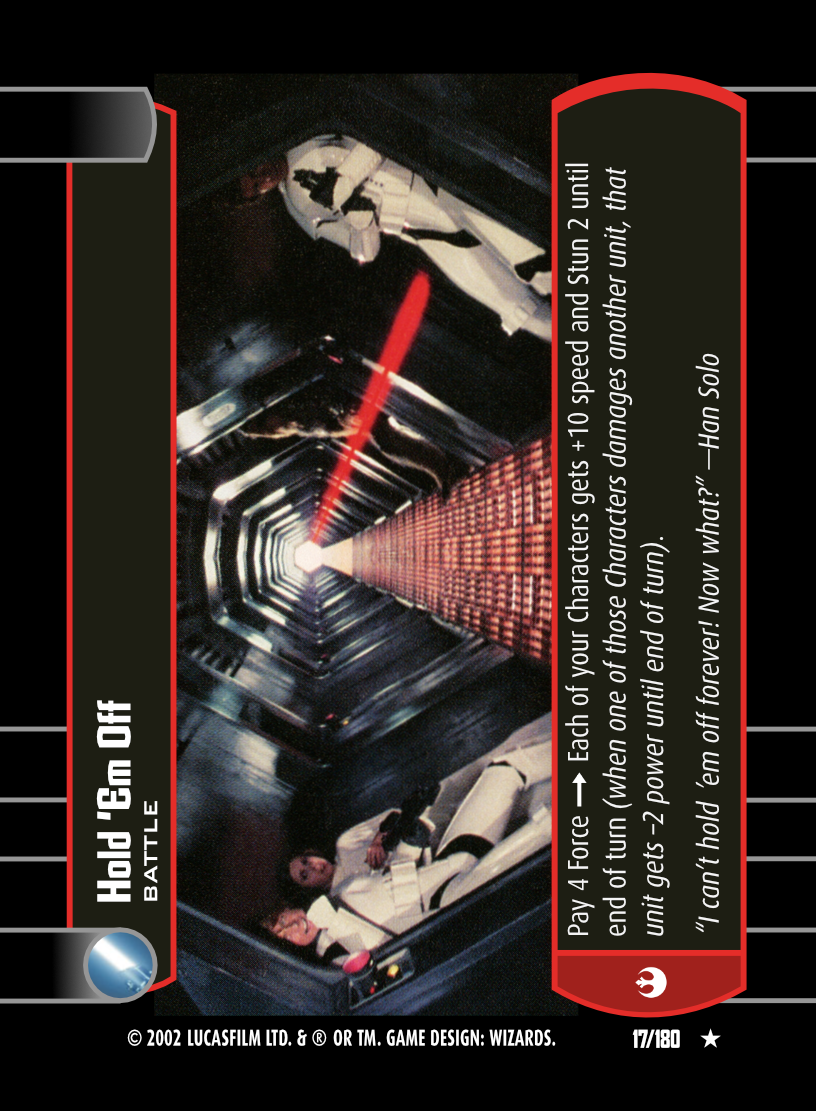 Hold 'Em Off
BATTLE
Pay 4 Force → Each of your Characters gets +10 speed and Stun 2 until
end of turn (when one of those Characters damages another unit, that
unit gets –2 power until end of turn).
“I can’t hold ’em off forever! Now what?” —Han Solo
© 2002 LUCASFILM LTD. & ® OR TM. GAME DESIGN: WIZARDS.
17/180 ★